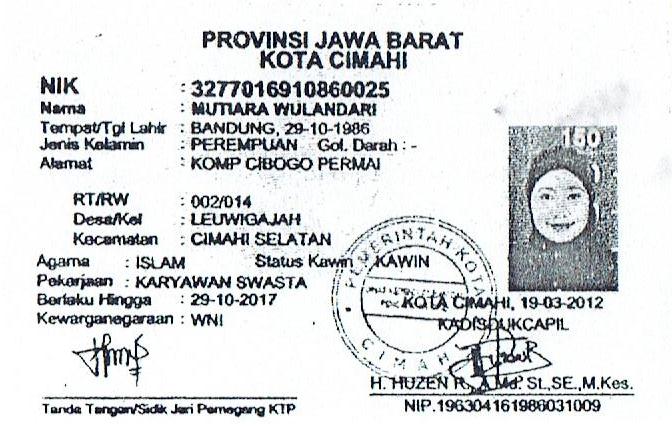 PROVINSI JAWA BARAT
KOTA CIMAHI
NIK : 3277016910860025
Nama : MUTIARA WULANDARI
Tempat/Tgl Lahir : BANDUNG, 29-10-1986
Jenis Kelamin : PEREMPUAN Gol. Darah : -
Alamat : KOMP CIBOGO PERMAI
RT/RW : 002/014
Desa/Kel : LEUWIGAJAH
Kecamatan : CIMAHI SELATAN
Agama : ISLAM Status Kawin : KAWIN
Pekerjaan : KARYAWAN SWASTA
Berlaku Hingga : 29-10-2017
Kewarganegaraan : WNI
150
PEMERINTAH KOTA
CIMAHI
KOTA CIMAHI, 19-03-2012
KADISDUKCAPIL
H. HUZEN R., A.Md. St.,SE.,M.Kes.
NIP.196304161986031009
Tanda Tangan/Sidik Jari Pemegang KTP